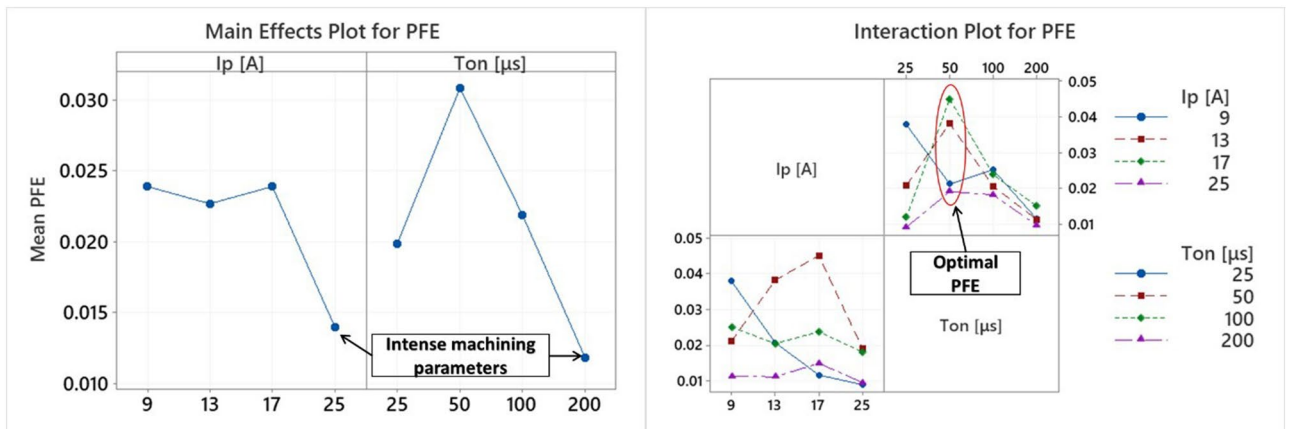 Main Effects Plot for PFE
Ip [A] Ton [µs]
Mean PFE
0.030
0.025
0.020
0.015
0.010
9 13 17 25 25 50 100 200
Intense machining
parameters
Interaction Plot for PFE
25 50 100 200
Ip [A]
0.05
0.04
0.03
0.02
0.01
Optimal
PFE
0.05
0.04
0.03
0.02
0.01
Ton [µs]
9 13 17 25
Ip [A]
9
13
17
25
Ton [µs]
25
50
100
200